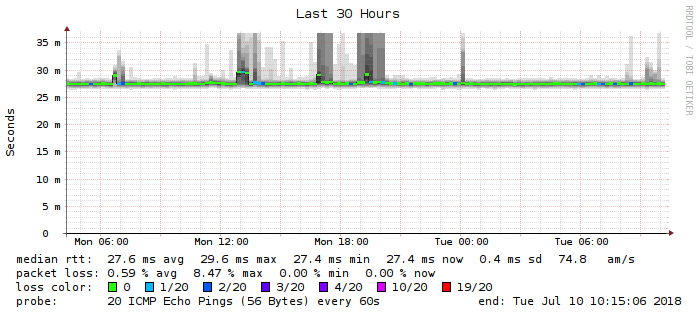 Last 30 Hours
RRDTOOL / TOBI OETIKER
Seconds
35 m
30 m
25 m
20 m
15 m
10 m
5 m
0
Mon 06:00 Mon 12:00 Mon 18:00 Tue 00:00 Tue 06:00
median rtt: 27.6 ms avg 29.6 ms max 27.4 ms min 27.4 ms now 0.4 ms sd 74.8 am/s
packet loss: 0.59 % avg 8.47 % max 0.00 % min 0.00 % now
loss color: 0 1/20 2/20 3/20 4/20 10/20 19/20
probe: 20 ICMP Echo Pings (56 Bytes) every 60s end: Tue Jul 10 10:15:06 2018